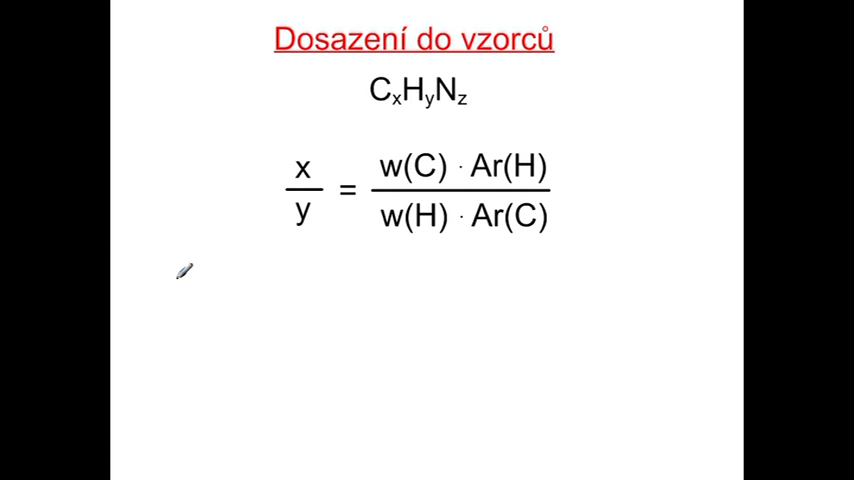 Dosazení do vzorců
CxHyNz
x/y = w(C) · Ar(H) / w(H) · Ar(C)